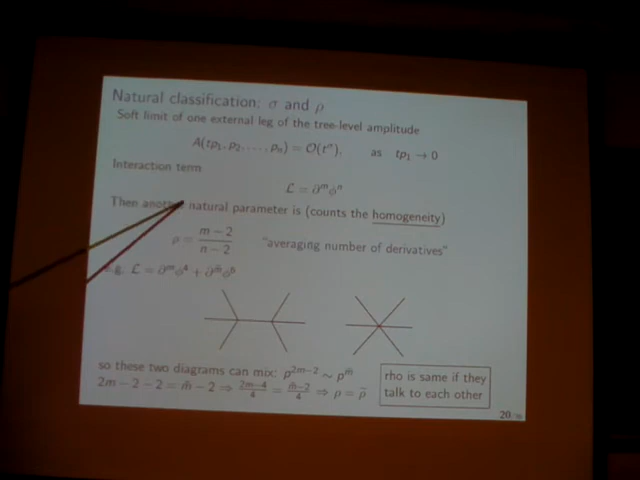 Natural classification: σ and ρ
Soft limit of one external leg of the tree-level amplitude
A(tp₁, p₂, ..., pₙ) = O(t^σ), as tp₁ → 0
Interaction term
L = ∂^m φ^n
Then another natural parameter is (counts the homogeneity)
ρ = (m − 2)/(n − 2) "averaging number of derivatives"
e.g. L = ∂^m φ^4 + ∂^m̃ φ^6
so these two diagrams can mix: p^{2m−2} ∼ p^m̃
2m − 2 − 2 = m̃ − 2 ⇒ (2m−4)/4 = (m̃−2)/4 ⇒ ρ = ρ̃
rho is same if they
talk to each other